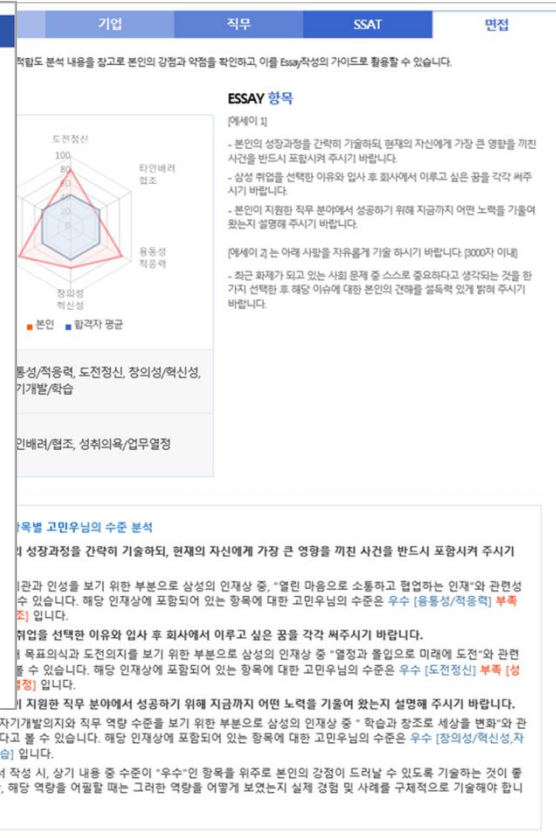 기업 직무 SSAT 면접
적합도 분석 내용을 참고로 본인의 강점과 약점을 확인하고, 이를 Essay작성의 가이드로 활용할 수 있습니다.
ESSAY 항목
[에세이 1]
- 본인의 성장과정을 간략히 기술하되, 현재의 자신에게 가장 큰 영향을 끼친
사건을 반드시 포함시켜 주시기 바랍니다.
- 삼성 취업을 선택한 이유와 입사 후 회사에서 이루고 싶은 꿈을 각각 써주
시기 바랍니다.
- 본인이 지원한 직무 분야에서 성공하기 위해 지금까지 어떤 노력을 기울여
왔는지 설명해 주시기 바랍니다.
[에세이 2] 는 아래 사항을 자유롭게 기술 하시기 바랍니다. [3000자 이내]
- 최근 화제가 되고 있는 사회 문제 중 스스로 중요하다고 생각되는 것을 한
가지 선택한 후 해당 이슈에 대한 본인의 견해를 설득력 있게 밝혀 주시기
바랍니다.
도전정신
100
80
60
40
20
0
타인배려
협조
융통성
적응력
창의성
혁신성
본인 합격자 평균
통성/적응력, 도전정신, 창의성/혁신성,
기개발/학습
인배려/협조, 성취의욕/업무열정
항목별 고민우님의 수준 분석
성장과정을 간략히 기술하되, 현재의 자신에게 가장 큰 영향을 끼친 사건을 반드시 포함시켜 주시기
관과 인성을 보기 위한 부분으로 삼성의 인재상 중, "열린 마음으로 소통하고 협업하는 인재"와 관련성
수 있습니다. 해당 인재상에 포함되어 있는 항목에 대한 고민우님의 수준은 우수 [융통성/적응력] 부족
조] 입니다.
취업을 선택한 이유와 입사 후 회사에서 이루고 싶은 꿈을 각각 써주시기 바랍니다.
목표의식과 도전의지를 보기 위한 부분으로 삼성의 인재상 중 "열정과 몰입으로 미래에 도전"와 관련
볼 수 있습니다. 해당 인재상에 포함되어 있는 항목에 대한 고민우님의 수준은 우수 [도전정신] 부족 [성
열정] 입니다.
지원한 직무 분야에서 성공하기 위해 지금까지 어떤 노력을 기울여 왔는지 설명해 주시기 바랍니다.
자기개발의지와 직무 역량 수준을 보기 위한 부분으로 삼성의 인재상 중 " 학습과 창조로 세상을 변화"와 관
다고 볼 수 있습니다. 해당 인재상에 포함되어 있는 항목에 대한 고민우님의 수준은 우수 [창의성/혁신성,자
습] 입니다.
서 작성 시, 상기 내용 중 수준이 "우수"인 항목을 위주로 본인의 강점이 드러날 수 있도록 기술하는 것이 좋
, 해당 역량을 어필할 때는 그러한 역량을 어떻게 보였는지 실제 경험 및 사례를 구체적으로 기술해야 합니